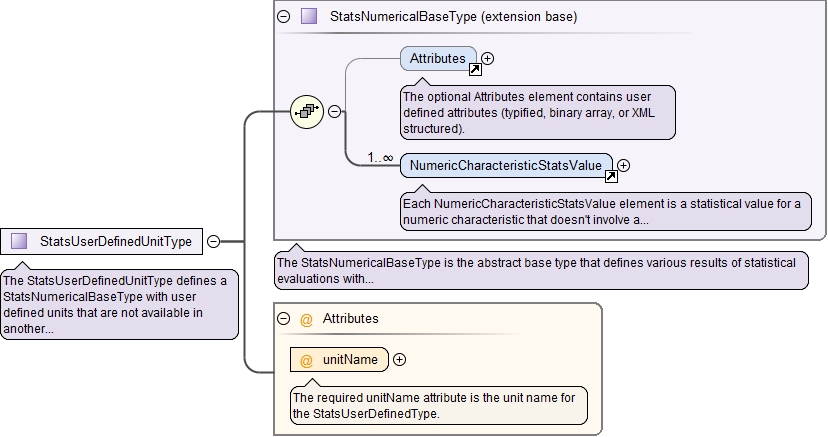 StatsNumericalBaseType (extension base)
Attributes
The optional Attributes element contains user
defined attributes (typified, binary array, or XML
structured).
1..∞
NumericCharacteristicStatsValue
Each NumericCharacteristicStatsValue element is a statistical value for a
numeric characteristic that doesn't involve a...
StatsUserDefinedUnitType
The StatsUserDefinedUnitType defines a
StatsNumericalBaseType with user
defined units that are not available in
another...
The StatsNumericalBaseType is the abstract base type that defines various results of statistical
evaluations with...
@ Attributes
@ unitName
The required unitName attribute is the unit name for
the StatsUserDefinedType.